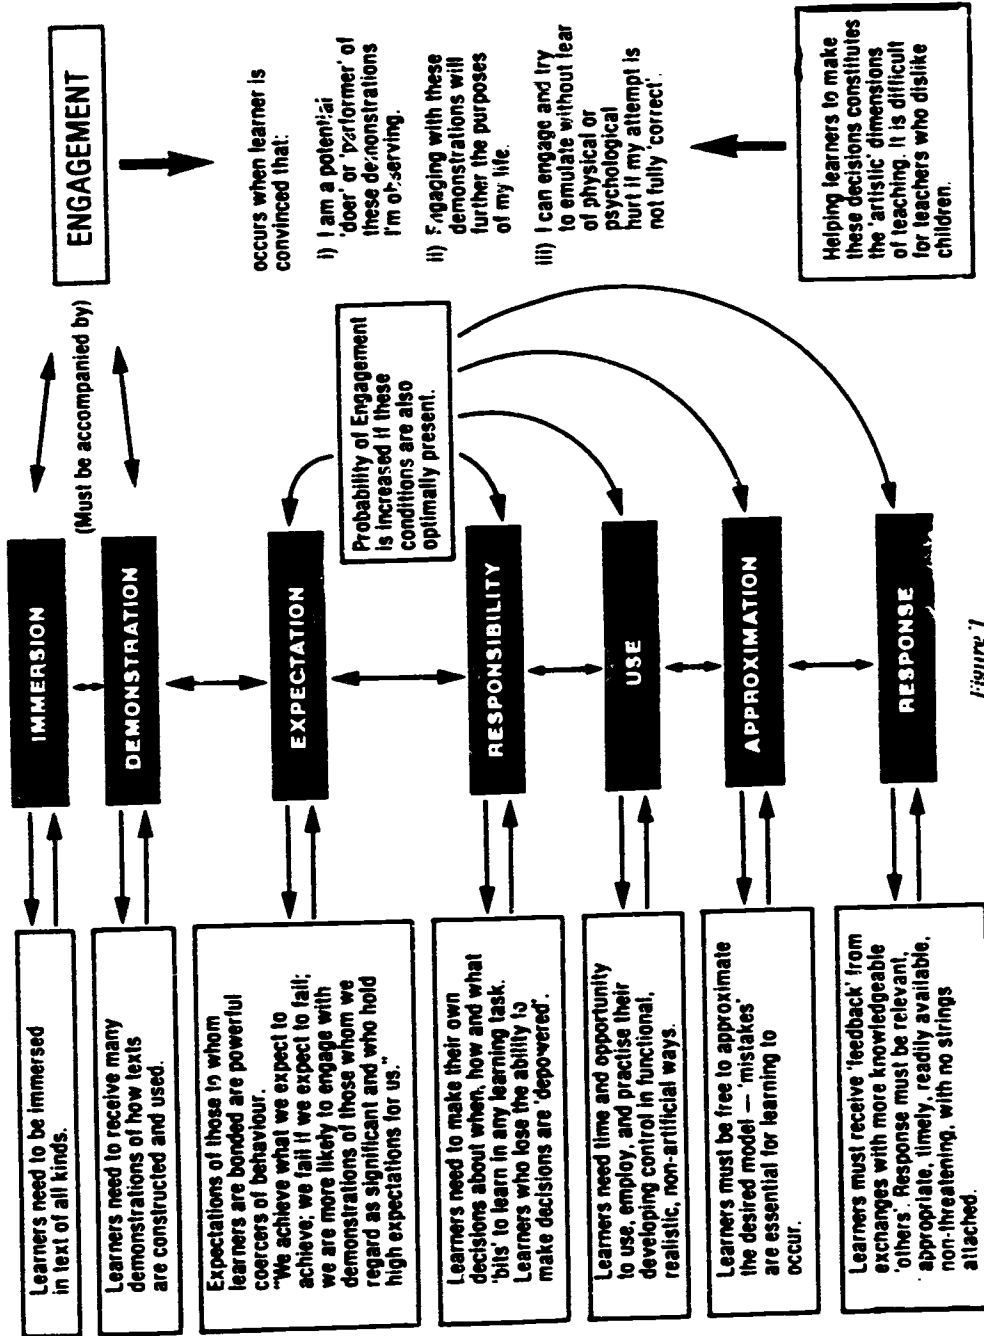 Learners need to be immersed
in text of all kinds.
IMMERSION
(Must be accompanied by)
ENGAGEMENT
Learners need to receive many
demonstrations of how texts
are constructed and used.
DEMONSTRATION
occurs when learner is
convinced that:
i) I am a potential
'doer' or 'performer' of
these demonstrations
I'm observing.
ii) Engaging with these
demonstrations will
further the purposes
of my life.
iii) I can engage and try
to emulate without fear
of physical or
psychological
hurt if my attempt is
not fully 'correct'.
Expectations of those to whom
learners are bonded are powerful
coercers of behaviour.
"We achieve what we expect to
achieve; we fail if we expect to fail;
we are more likely to engage with
demonstrations of those whom we
regard as significant and who hold
high expectations for us."
EXPECTATION
Probability of Engagement
is increased if these
conditions are also
optimally present.
Learners need to make their own
decisions about when, how and what
'bits' to learn in any learning task.
Learners who lose the ability to
make decisions are 'depowered'.
RESPONSIBILITY
Learners need time and opportunity
to use, employ, and practise their
developing control in functional,
realistic, non-artificial ways.
USE
Learners must be free to approximate
the desired model — 'mistakes'
are essential for learning to
occur.
APPROXIMATION
Learners must receive 'feedback' from
exchanges with more knowledgeable
'others.' Response must be relevant,
appropriate, timely, readily available,
non-threatening, with no strings
attached.
RESPONSE
Helping learners to make
these decisions constitutes
the 'artistic' dimensions
of teaching. It is difficult
for teachers who dislike
children.
Figure 1